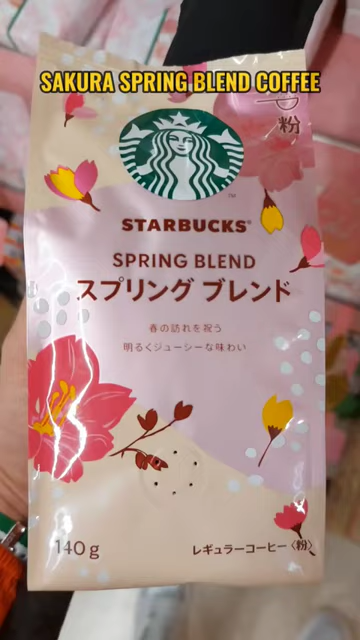 SAKURA SPRING BLEND COFFEE
粉
STARBUCKS®
SPRING BLEND
スプリング ブレンド
春の訪れを祝う
明るくジューシーな味わい
140g
レギュラーコーヒー〈粉〉